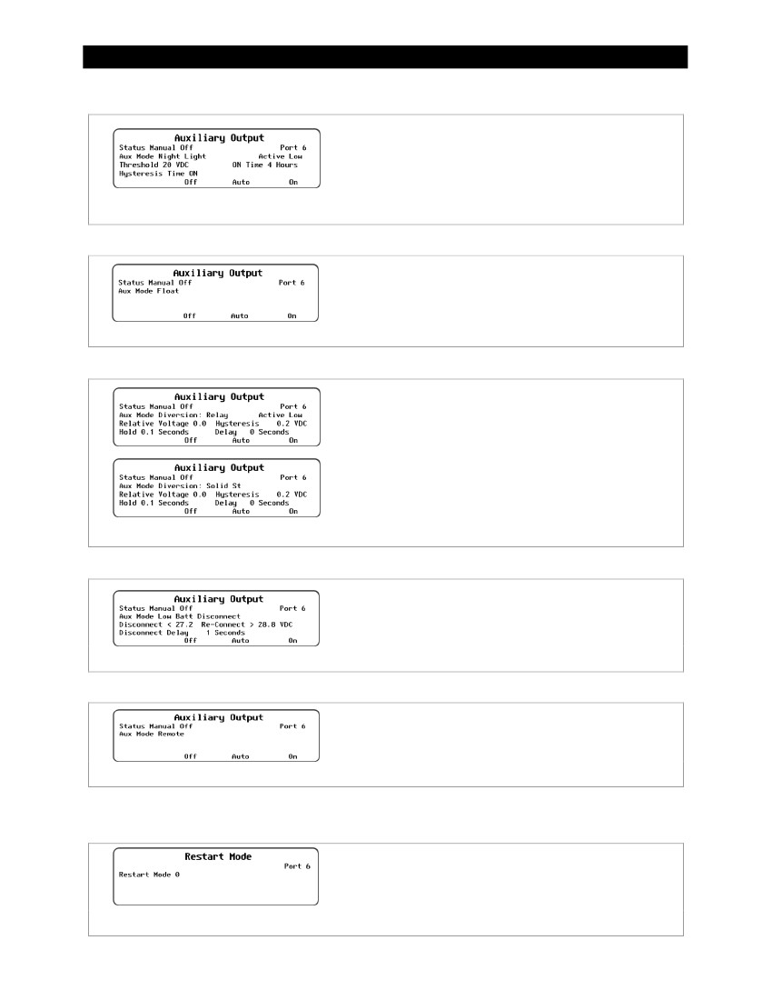 Auxiliary Output
Status Manual Off Port 6
Aux Mode Night Light Active Low
Threshold 20 VDC ON Time 4 Hours
Hysteresis Time ON
Off Auto On
Auxiliary Output
Status Manual Off Port 6
Aux Mode Float
Off Auto On
Auxiliary Output
Status Manual Off Port 6
Aux Mode Diversion: Relay Active Low
Relative Voltage 0.0 Hysteresis 0.2 VDC
Hold 0.1 Seconds Delay 0 Seconds
Off Auto On
Auxiliary Output
Status Manual Off Port 6
Aux Mode Diversion: Solid St
Relative Voltage 0.0 Hysteresis 0.2 VDC
Hold 0.1 Seconds Delay 0 Seconds
Off Auto On
Auxiliary Output
Status Manual Off Port 6
Aux Mode Low Batt Disconnect
Disconnect < 27.2 Re-Connect > 28.8 VDC
Disconnect Delay 1 Seconds
Off Auto On
Auxiliary Output
Status Manual Off Port 6
Aux Mode Remote
Off Auto On
Restart Mode
Port 6
Restart Mode 0